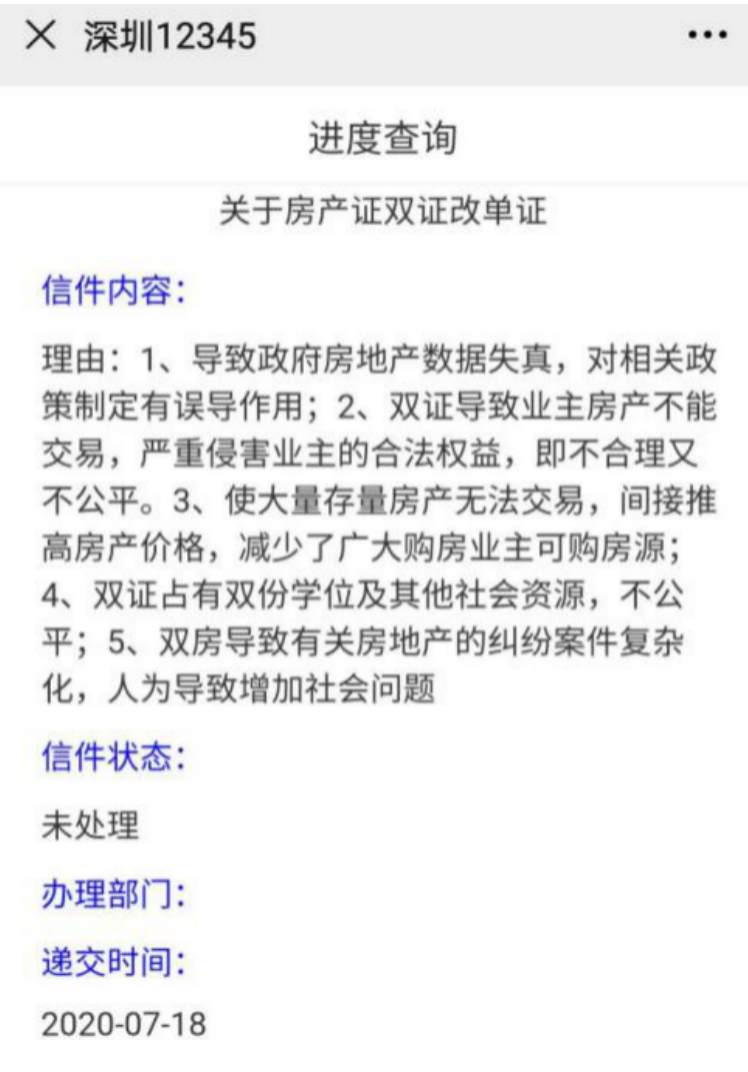 深圳12345
进度查询
关于房产证双证改单证
信件内容：
理由：1、导致政府房地产数据失真，对相关政
策制定有误导作用；2、双证导致业主房产不能
交易，严重侵害业主的合法权益，即不合理又
不公平。3、使大量存量房产无法交易，间接推
高房产价格，减少了广大购房业主可购房源；
4、双证占有双份学位及其他社会资源，不公
平；5、双房导致有关房地产的纠纷案件复杂
化，人为导致增加社会问题
信件状态：
未处理
办理部门：
递交时间：
2020-07-18